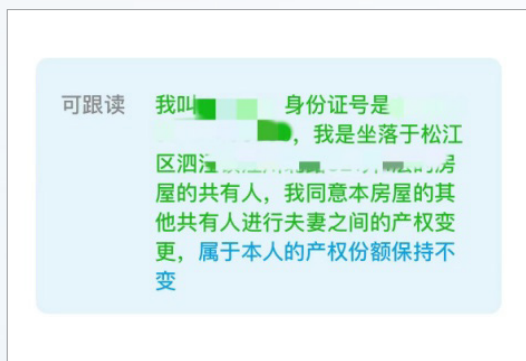 可跟读
我叫 身份证号是
，我是坐落于松江
区泗 的房
屋的共有人，我同意本房屋的其
他共有人进行夫妻之间的产权变
更，属于本人的产权份额保持不
变